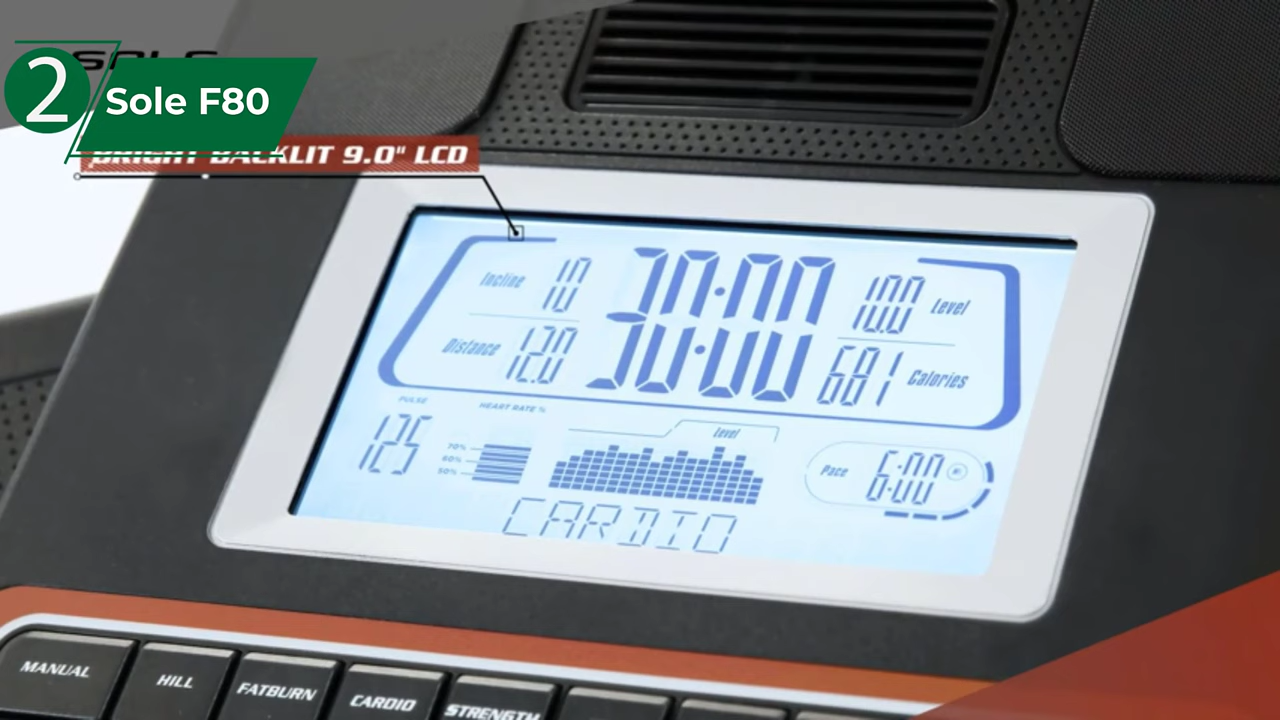 SOLE
2
Sole F80
BRIGHT BACKLIT 9.0" LCD
Incline 10
30:00
10.0 Level
Distance 12.0
30:00
681 Calories
PULSE
HEART RATE %
125
70%
60%
50%
Level
Pace 6:00
CARDIO
MANUAL
HILL
FATBURN
CARDIO
STRENGTH